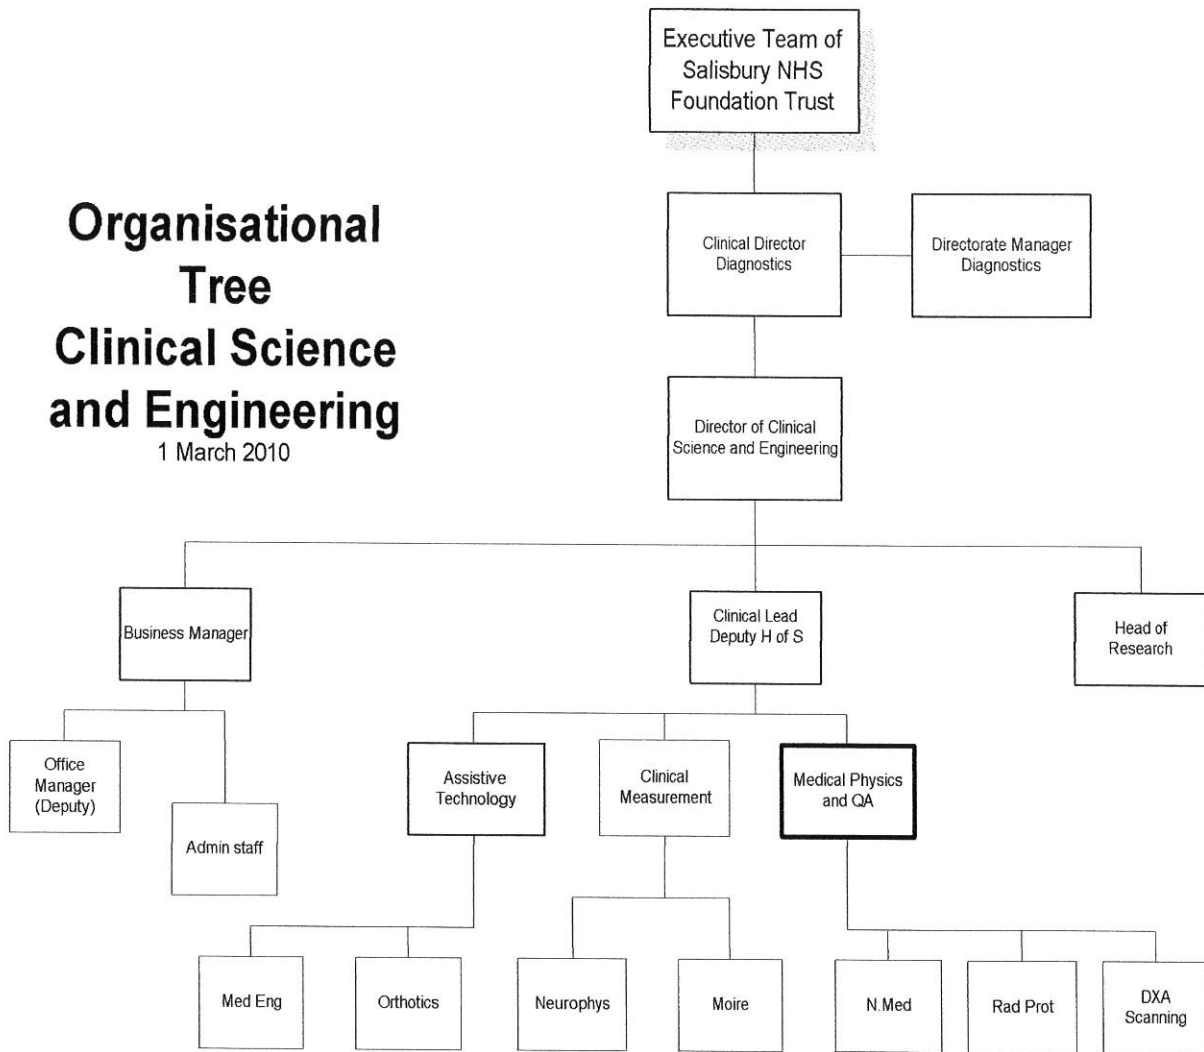 Executive Team of
Salisbury NHS
Foundation Trust
Organisational
Tree
Clinical Science
and Engineering
1 March 2010
Clinical Director
Diagnostics
Directorate Manager
Diagnostics
Director of Clinical
Science and Engineering
Business Manager
Clinical Lead
Deputy H of S
Head of
Research
Office
Manager
(Deputy)
Admin staff
Assistive
Technology
Clinical
Measurement
Medical Physics
and QA
Med Eng
Orthotics
Neurophys
Moire
N.Med
Rad Prot
DXA
Scanning